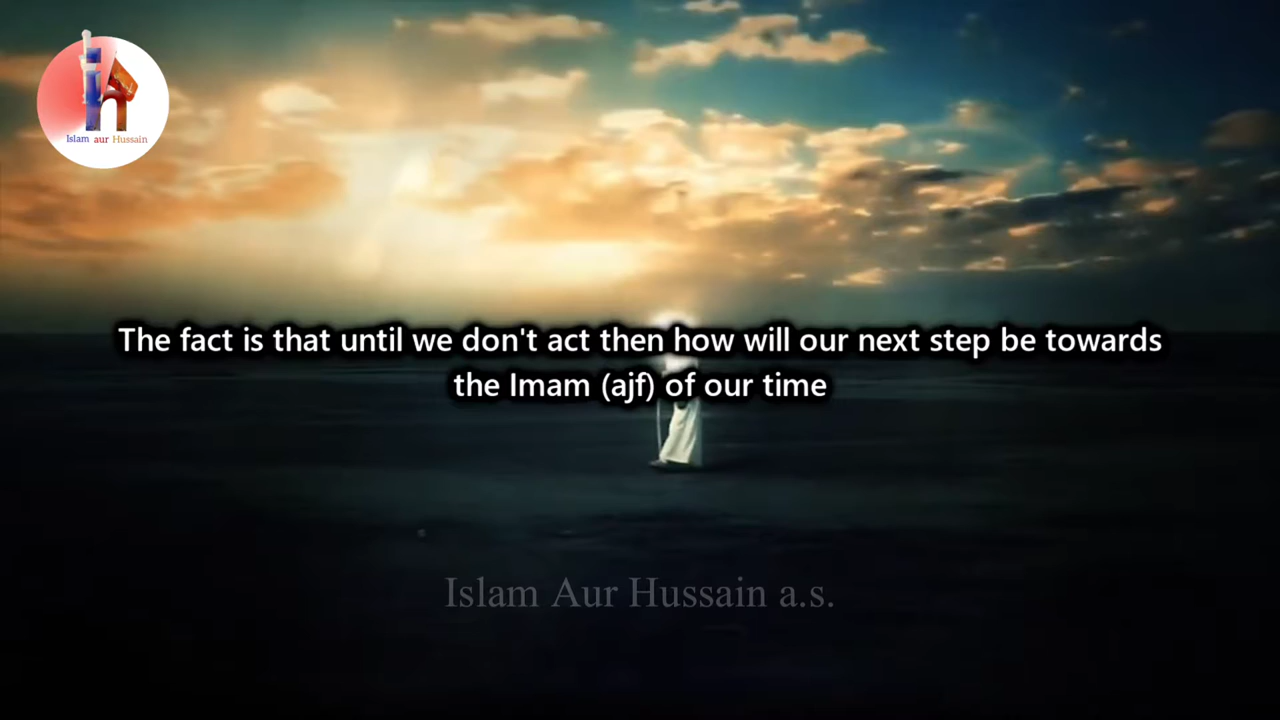 Islam aur Hussain
The fact is that until we don't act then how will our next step be towards
the Imam (ajf) of our time
Islam Aur Hussain a.s.